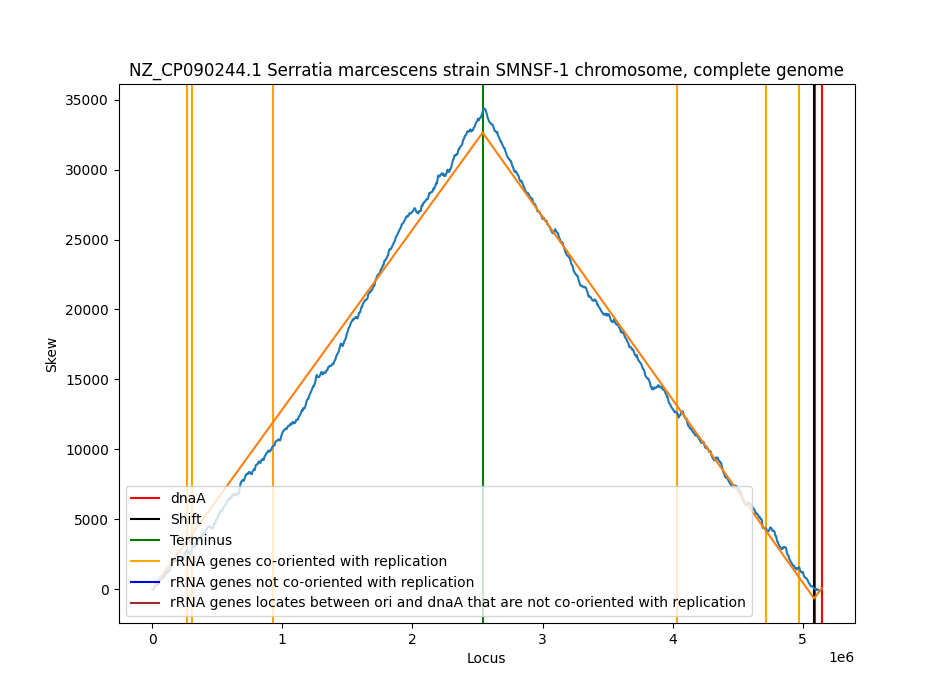 NZ_CP090244.1 Serratia marcescens strain SMNSF-1 chromosome, complete genome
35000
30000
25000
20000
15000
10000
5000
0
Skew
dnaA
Shift
Terminus
rRNA genes co-oriented with replication
rRNA genes not co-oriented with replication
rRNA genes locates between ori and dnaA that are not co-oriented with replication
0 1 2 3 4 5
1e6
Locus